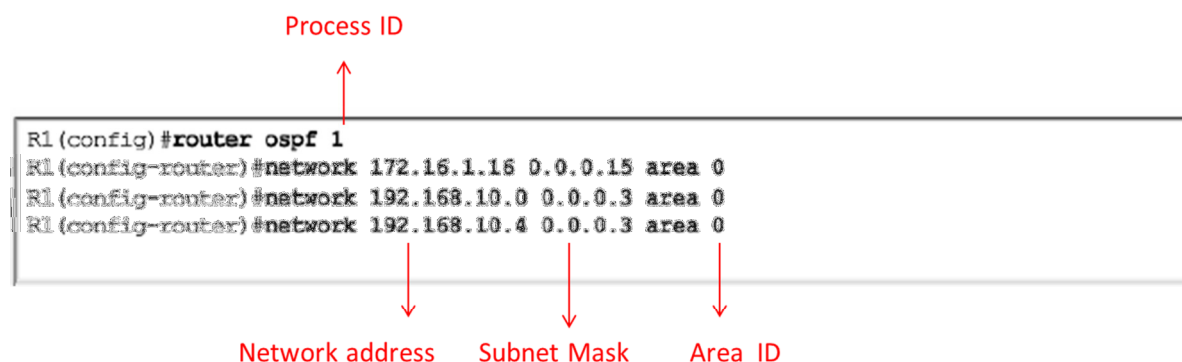 Process ID
R1(config)#router ospf 1
R1(config-router)#network 172.16.1.16 0.0.0.15 area 0
R1(config-router)#network 192.168.10.0 0.0.0.3 area 0
R1(config-router)#network 192.168.10.4 0.0.0.3 area 0
Network address Subnet Mask Area ID